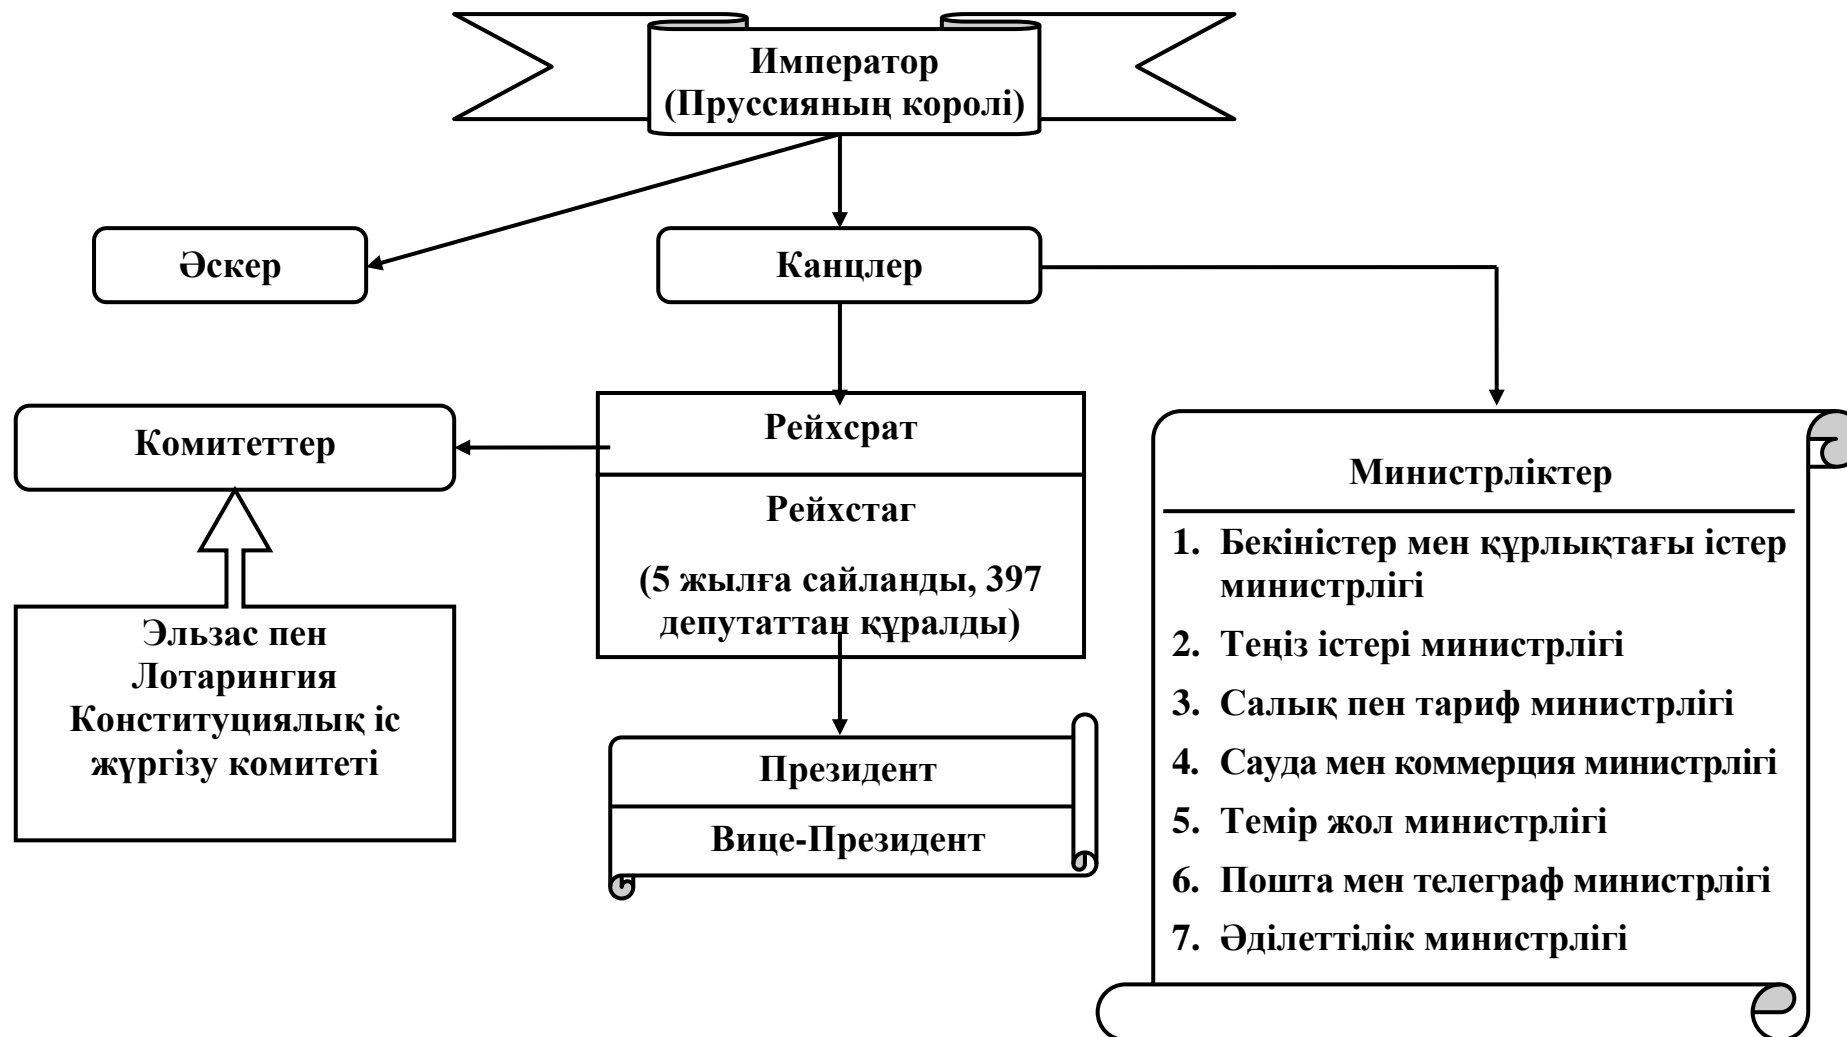 Император
(Пруссияның королі)
Әскер
Канцлер
Комитеттер
Рейхсрат
Рейхстаг
(5 жылға сайланды, 397
депутаттан құралды)
Эльзас пен
Лотарингия
Конституциялық іс
жүргізу комитеті
Президент
Вице-Президент
Министрліктер
1. Бекіністер мен құрлықтағы істер
министрлігі
2. Теңіз істері министрлігі
3. Салық пен тариф министрлігі
4. Сауда мен коммерция министрлігі
5. Темір жол министрлігі
6. Пошта мен телеграф министрлігі
7. Әділеттілік министрлігі